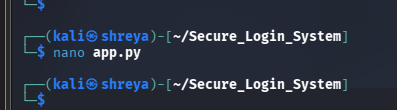 └─$
┌──(kali㉿shreya)-[~/Secure_Login_System]
└─$ nano app.py
┌──(kali㉿shreya)-[~/Secure_Login_System]
└─$